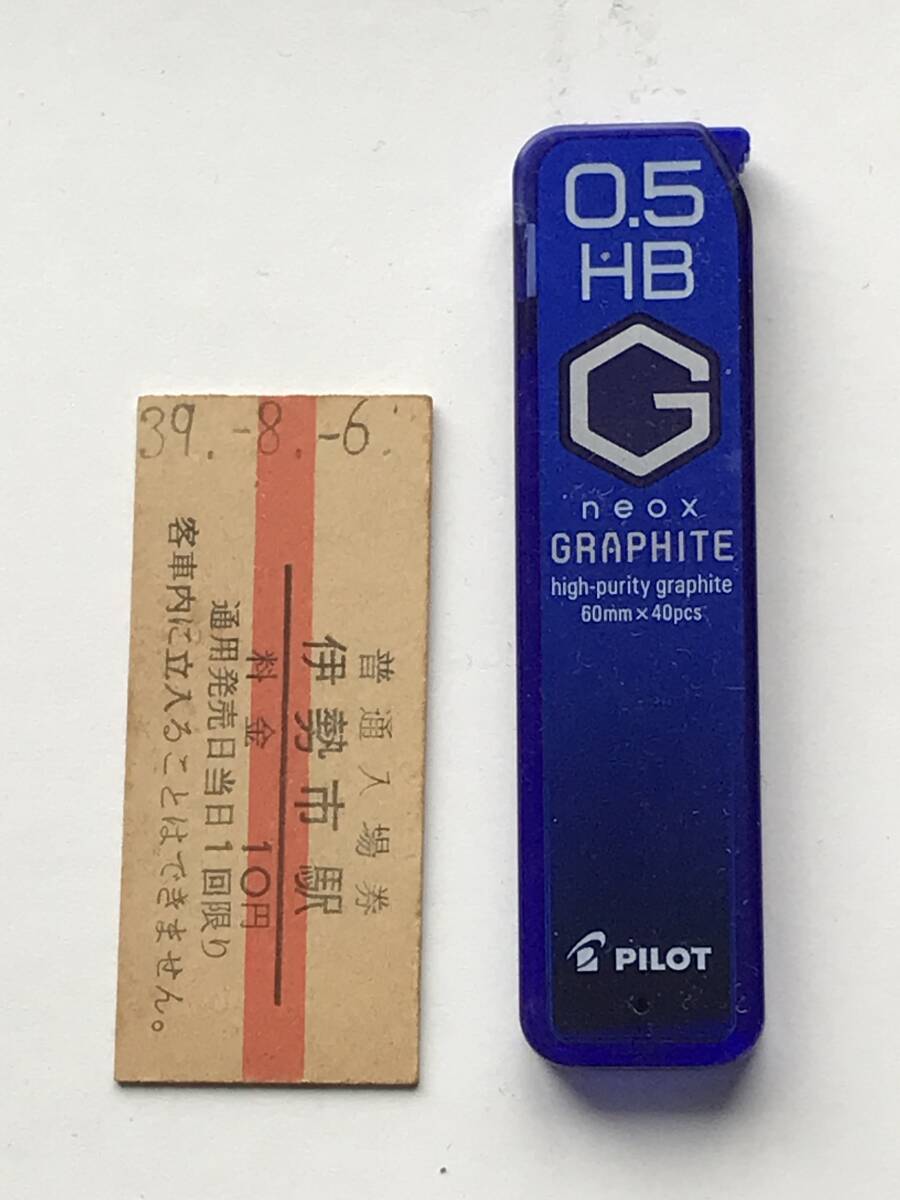 39.-8.-6.
普通入場券
伊勢市駅
料金 10円
通用発売日当日1回限り
客車内に立入ることはできません。
0.5
HB
G
neox
GRAPHITE
high-purity graphite
60mm×40pcs
PILOT